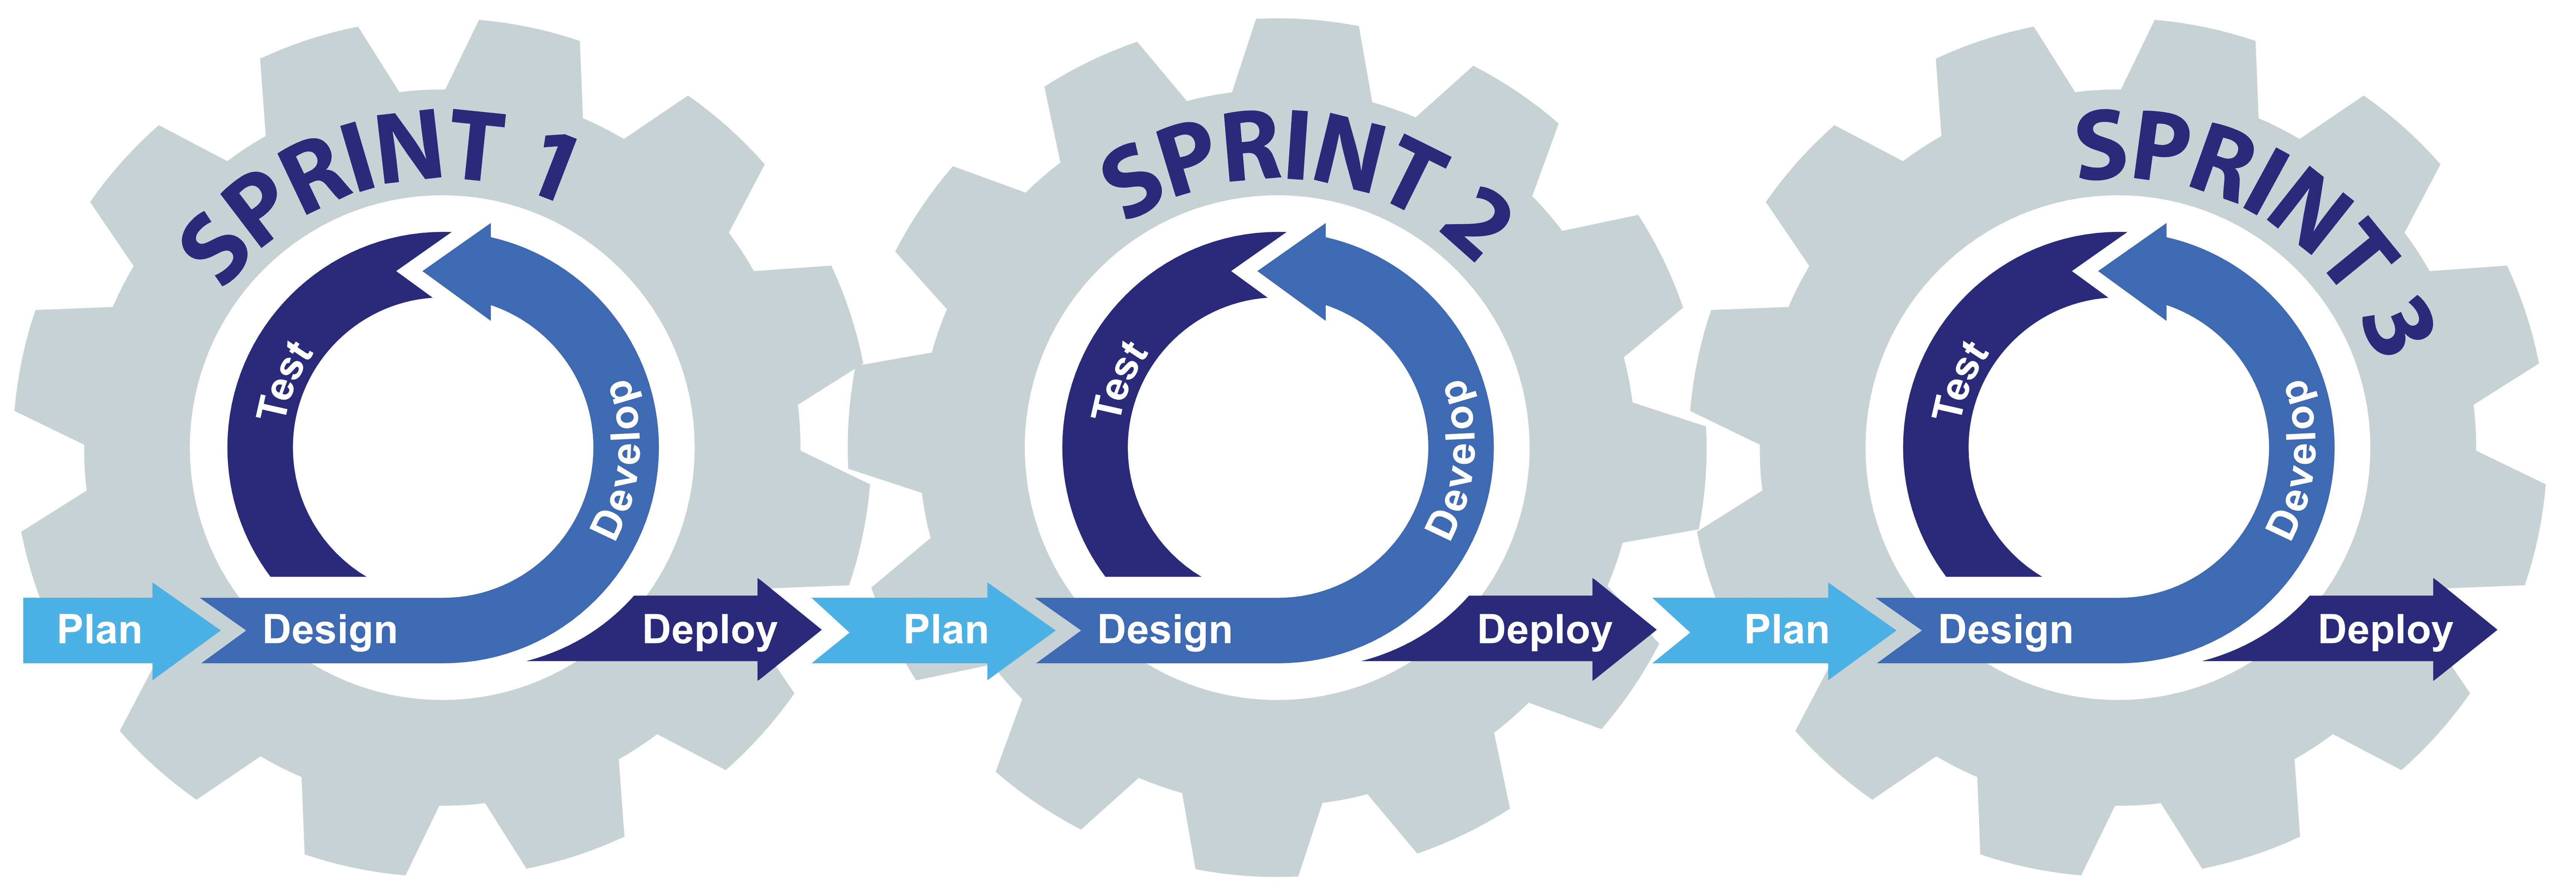 SPRINT 1
Test
Develop
Plan
Design
Deploy
SPRINT 2
Test
Develop
Plan
Design
Deploy
SPRINT 3
Test
Develop
Plan
Design
Deploy